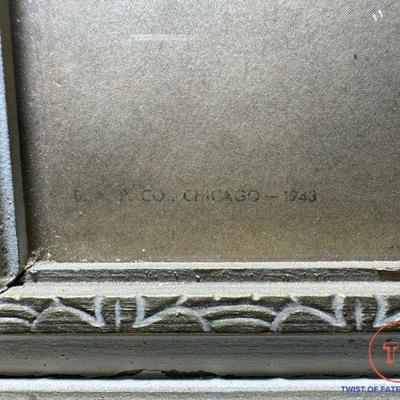 D. A. P. CO., CHICAGO – 1943
TWIST OF FATE